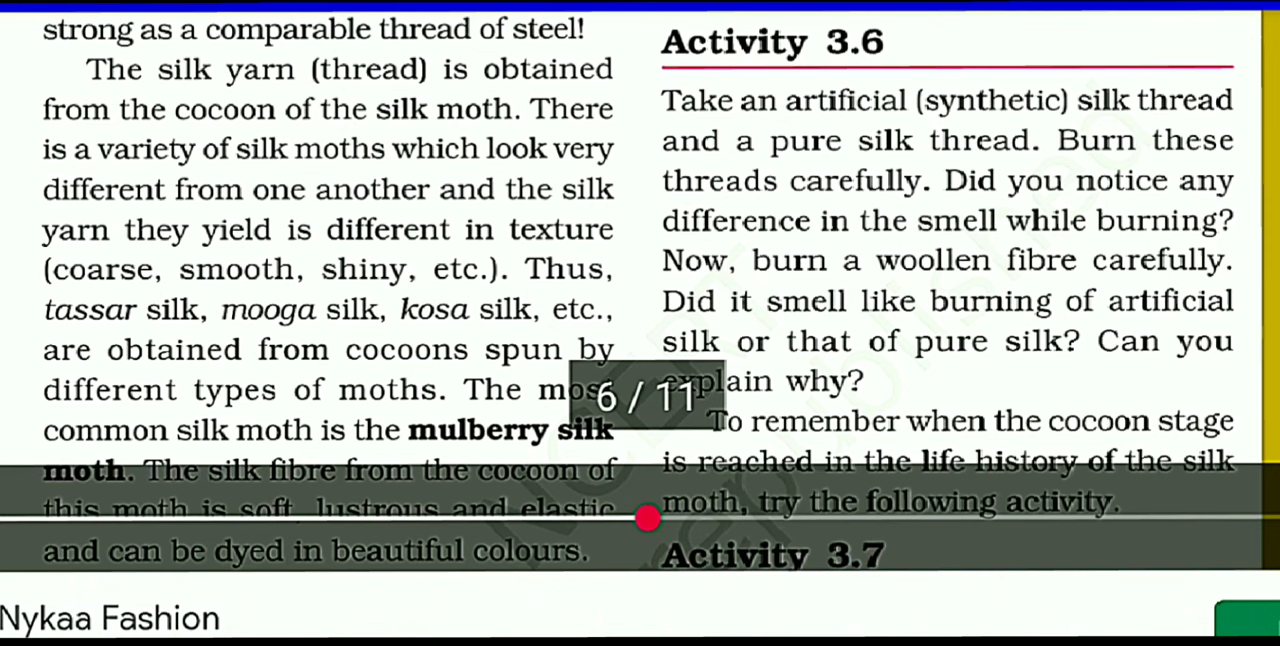 strong as a comparable thread of steel!
The silk yarn (thread) is obtained
from the cocoon of the silk moth. There
is a variety of silk moths which look very
different from one another and the silk
yarn they yield is different in texture
(coarse, smooth, shiny, etc.). Thus,
tassar silk, mooga silk, kosa silk, etc.,
are obtained from cocoons spun by
different types of moths. The most
common silk moth is the mulberry silk
moth. The silk fibre from the cocoon of
this moth is soft lustrous and elastic
and can be dyed in beautiful colours.
Activity 3.6
Take an artificial (synthetic) silk thread
and a pure silk thread. Burn these
threads carefully. Did you notice any
difference in the smell while burning?
Now, burn a woollen fibre carefully.
Did it smell like burning of artificial
silk or that of pure silk? Can you
explain why?
To remember when the cocoon stage
is reached in the life history of the silk
moth, try the following activity.
Activity 3.7
6 / 11
Nykaa Fashion